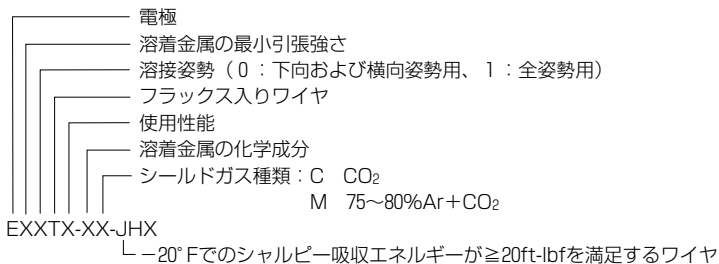 電極
溶着金属の最小引張強さ
溶接姿勢（0：下向および横向姿勢用、1：全姿勢用）
フラックス入りワイヤ
使用性能
溶着金属の化学成分
シールドガス種類：C　CO₂
M　75～80%Ar＋CO₂
EXXTX-XX-JHX
－20°Fでのシャルピー吸収エネルギーが≧20ft-lbfを満足するワイヤ